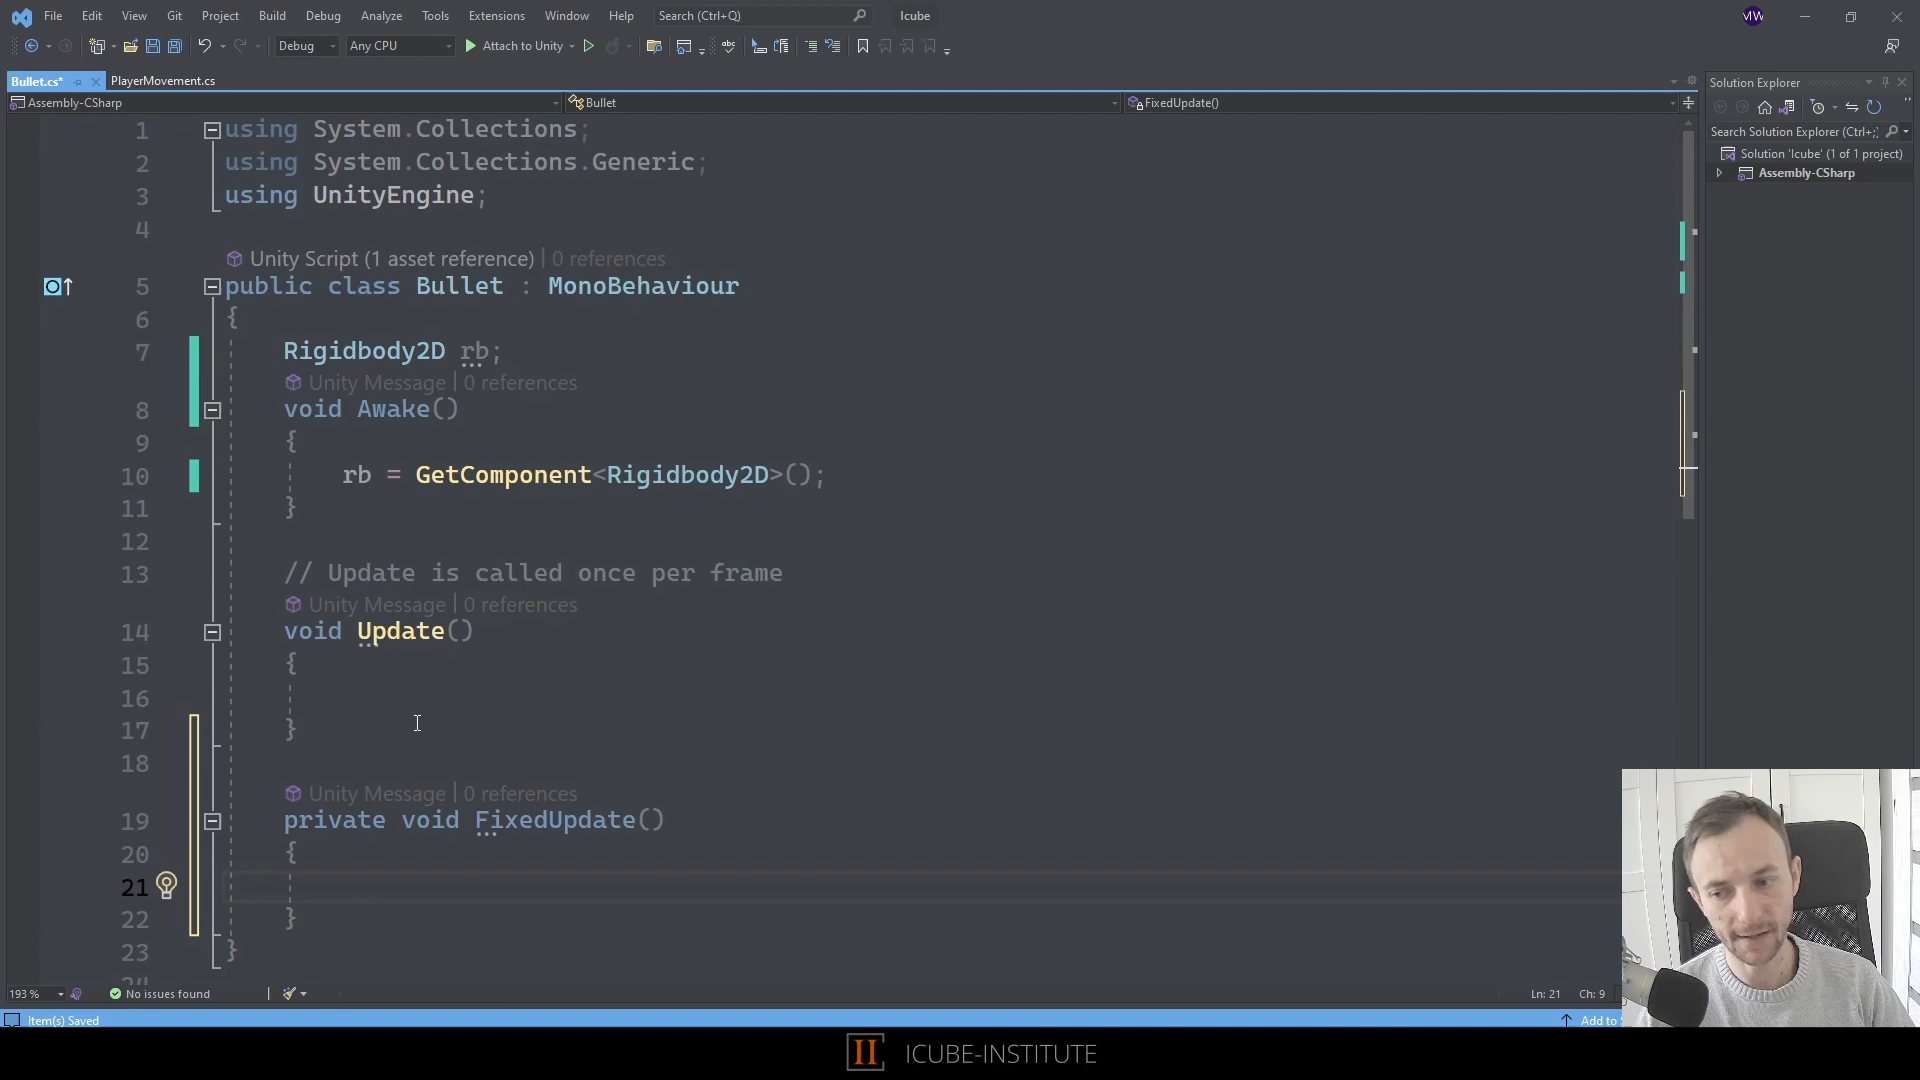 File Edit View Git Project Build Debug Analyze Tools Extensions Window Help Search (Ctrl+Q) Icube MW
Debug Any CPU Attach to Unity
Bullet.cs* PlayerMovement.cs
Assembly-CSharp Bullet FixedUpdate()
1 using System.Collections;
2 using System.Collections.Generic;
3 using UnityEngine;
4
Unity Script (1 asset reference) | 0 references
5 public class Bullet : MonoBehaviour
6 {
7 Rigidbody2D rb;
Unity Message | 0 references
8 void Awake()
9 {
10 rb = GetComponent<Rigidbody2D>();
11 }
12
13 // Update is called once per frame
Unity Message | 0 references
14 void Update()
15 {
16
17 }
18
Unity Message | 0 references
19 private void FixedUpdate()
20 {
21
22 }
23 }
Solution Explorer
Search Solution Explorer (Ctrl+;)
Solution 'Icube' (1 of 1 project)
Assembly-CSharp
193 % No issues found Ln: 21 Ch: 9
Item(s) Saved Add to
ICUBE-INSTITUTE